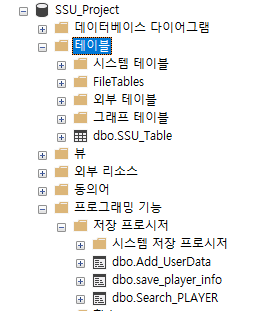 SSU_Project
데이터베이스 다이어그램
테이블
시스템 테이블
FileTables
외부 테이블
그래프 테이블
dbo.SSU_Table
뷰
외부 리소스
동의어
프로그래밍 기능
저장 프로시저
시스템 저장 프로시저
dbo.Add_UserData
dbo.save_player_info
dbo.Search_PLAYER